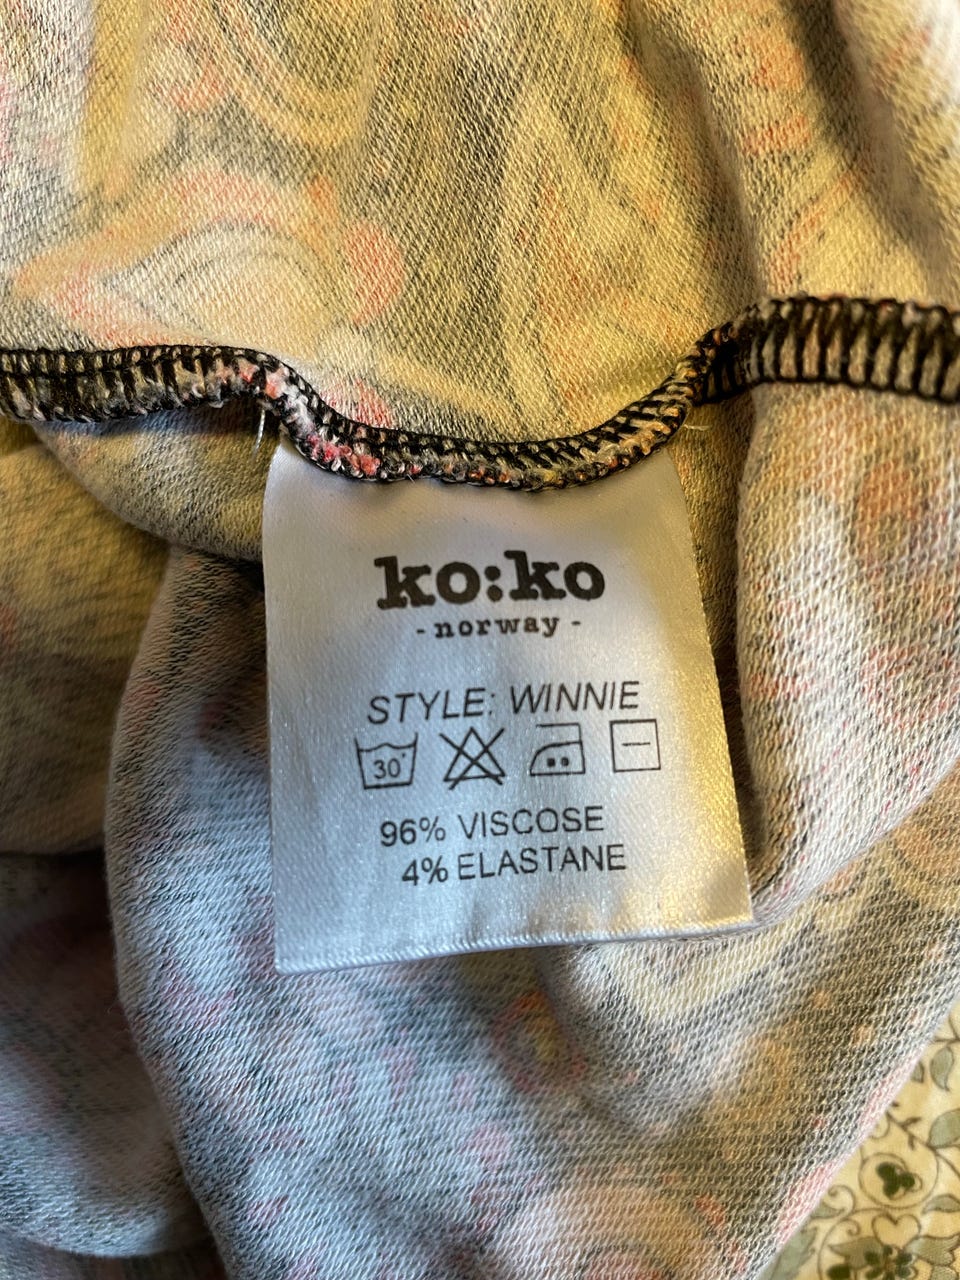 ko:ko
- norway -
STYLE: WINNIE
30°
96% VISCOSE
4% ELASTANE